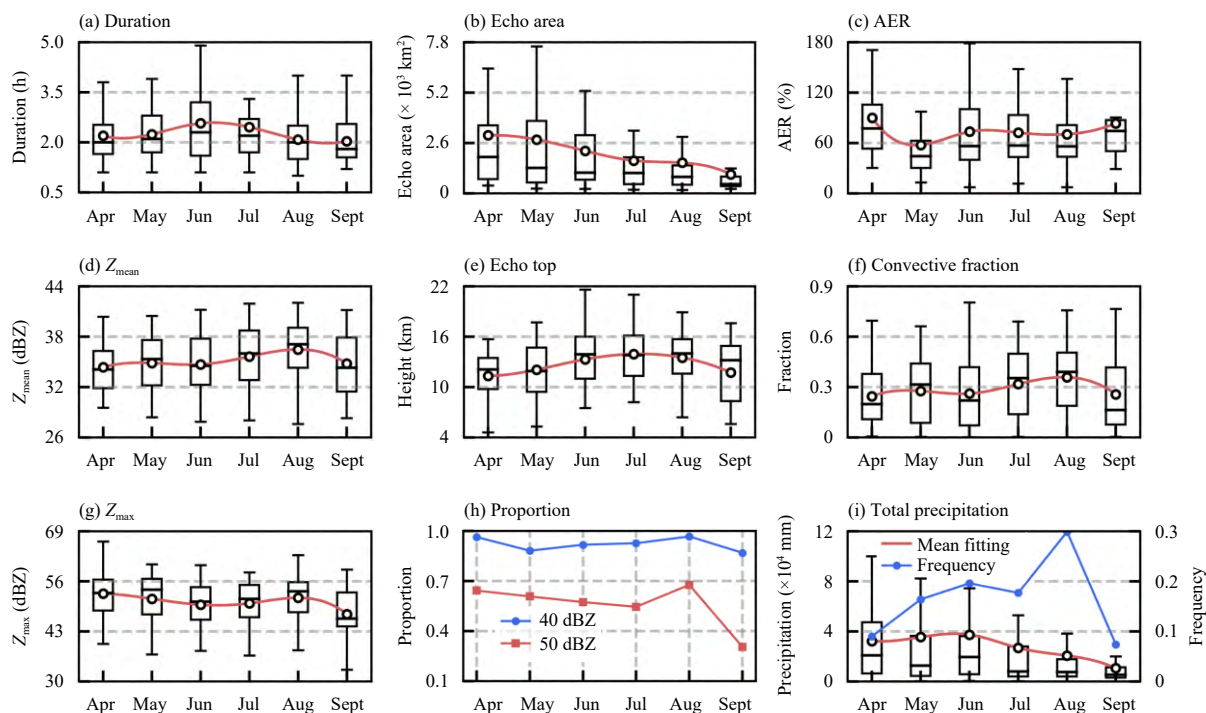 (a) Duration
Duration (h)
5.0
3.5
2.0
0.5
Apr May Jun Jul Aug Sept
(b) Echo area
Echo area (× 10³ km²)
7.8
5.2
2.6
0
Apr May Jun Jul Aug Sept
(c) AER
AER (%)
180
120
60
0
Apr May Jun Jul Aug Sept
(d) Zmean
Zmean (dBZ)
44
38
32
26
Apr May Jun Jul Aug Sept
(e) Echo top
Height (km)
22
16
10
4
Apr May Jun Jul Aug Sept
(f) Convective fraction
Fraction
0.9
0.6
0.3
0
Apr May Jun Jul Aug Sept
(g) Zmax
Zmax (dBZ)
69
56
43
30
Apr May Jun Jul Aug Sept
(h) Proportion
Proportion
1.0
0.7
0.4
0.1
40 dBZ
50 dBZ
Apr May Jun Jul Aug Sept
(i) Total precipitation
Precipitation (× 10⁴ mm)
12
8
4
0
Mean fitting
Frequency
0.3
0.2
0.1
0
Frequency
Apr May Jun Jul Aug Sept